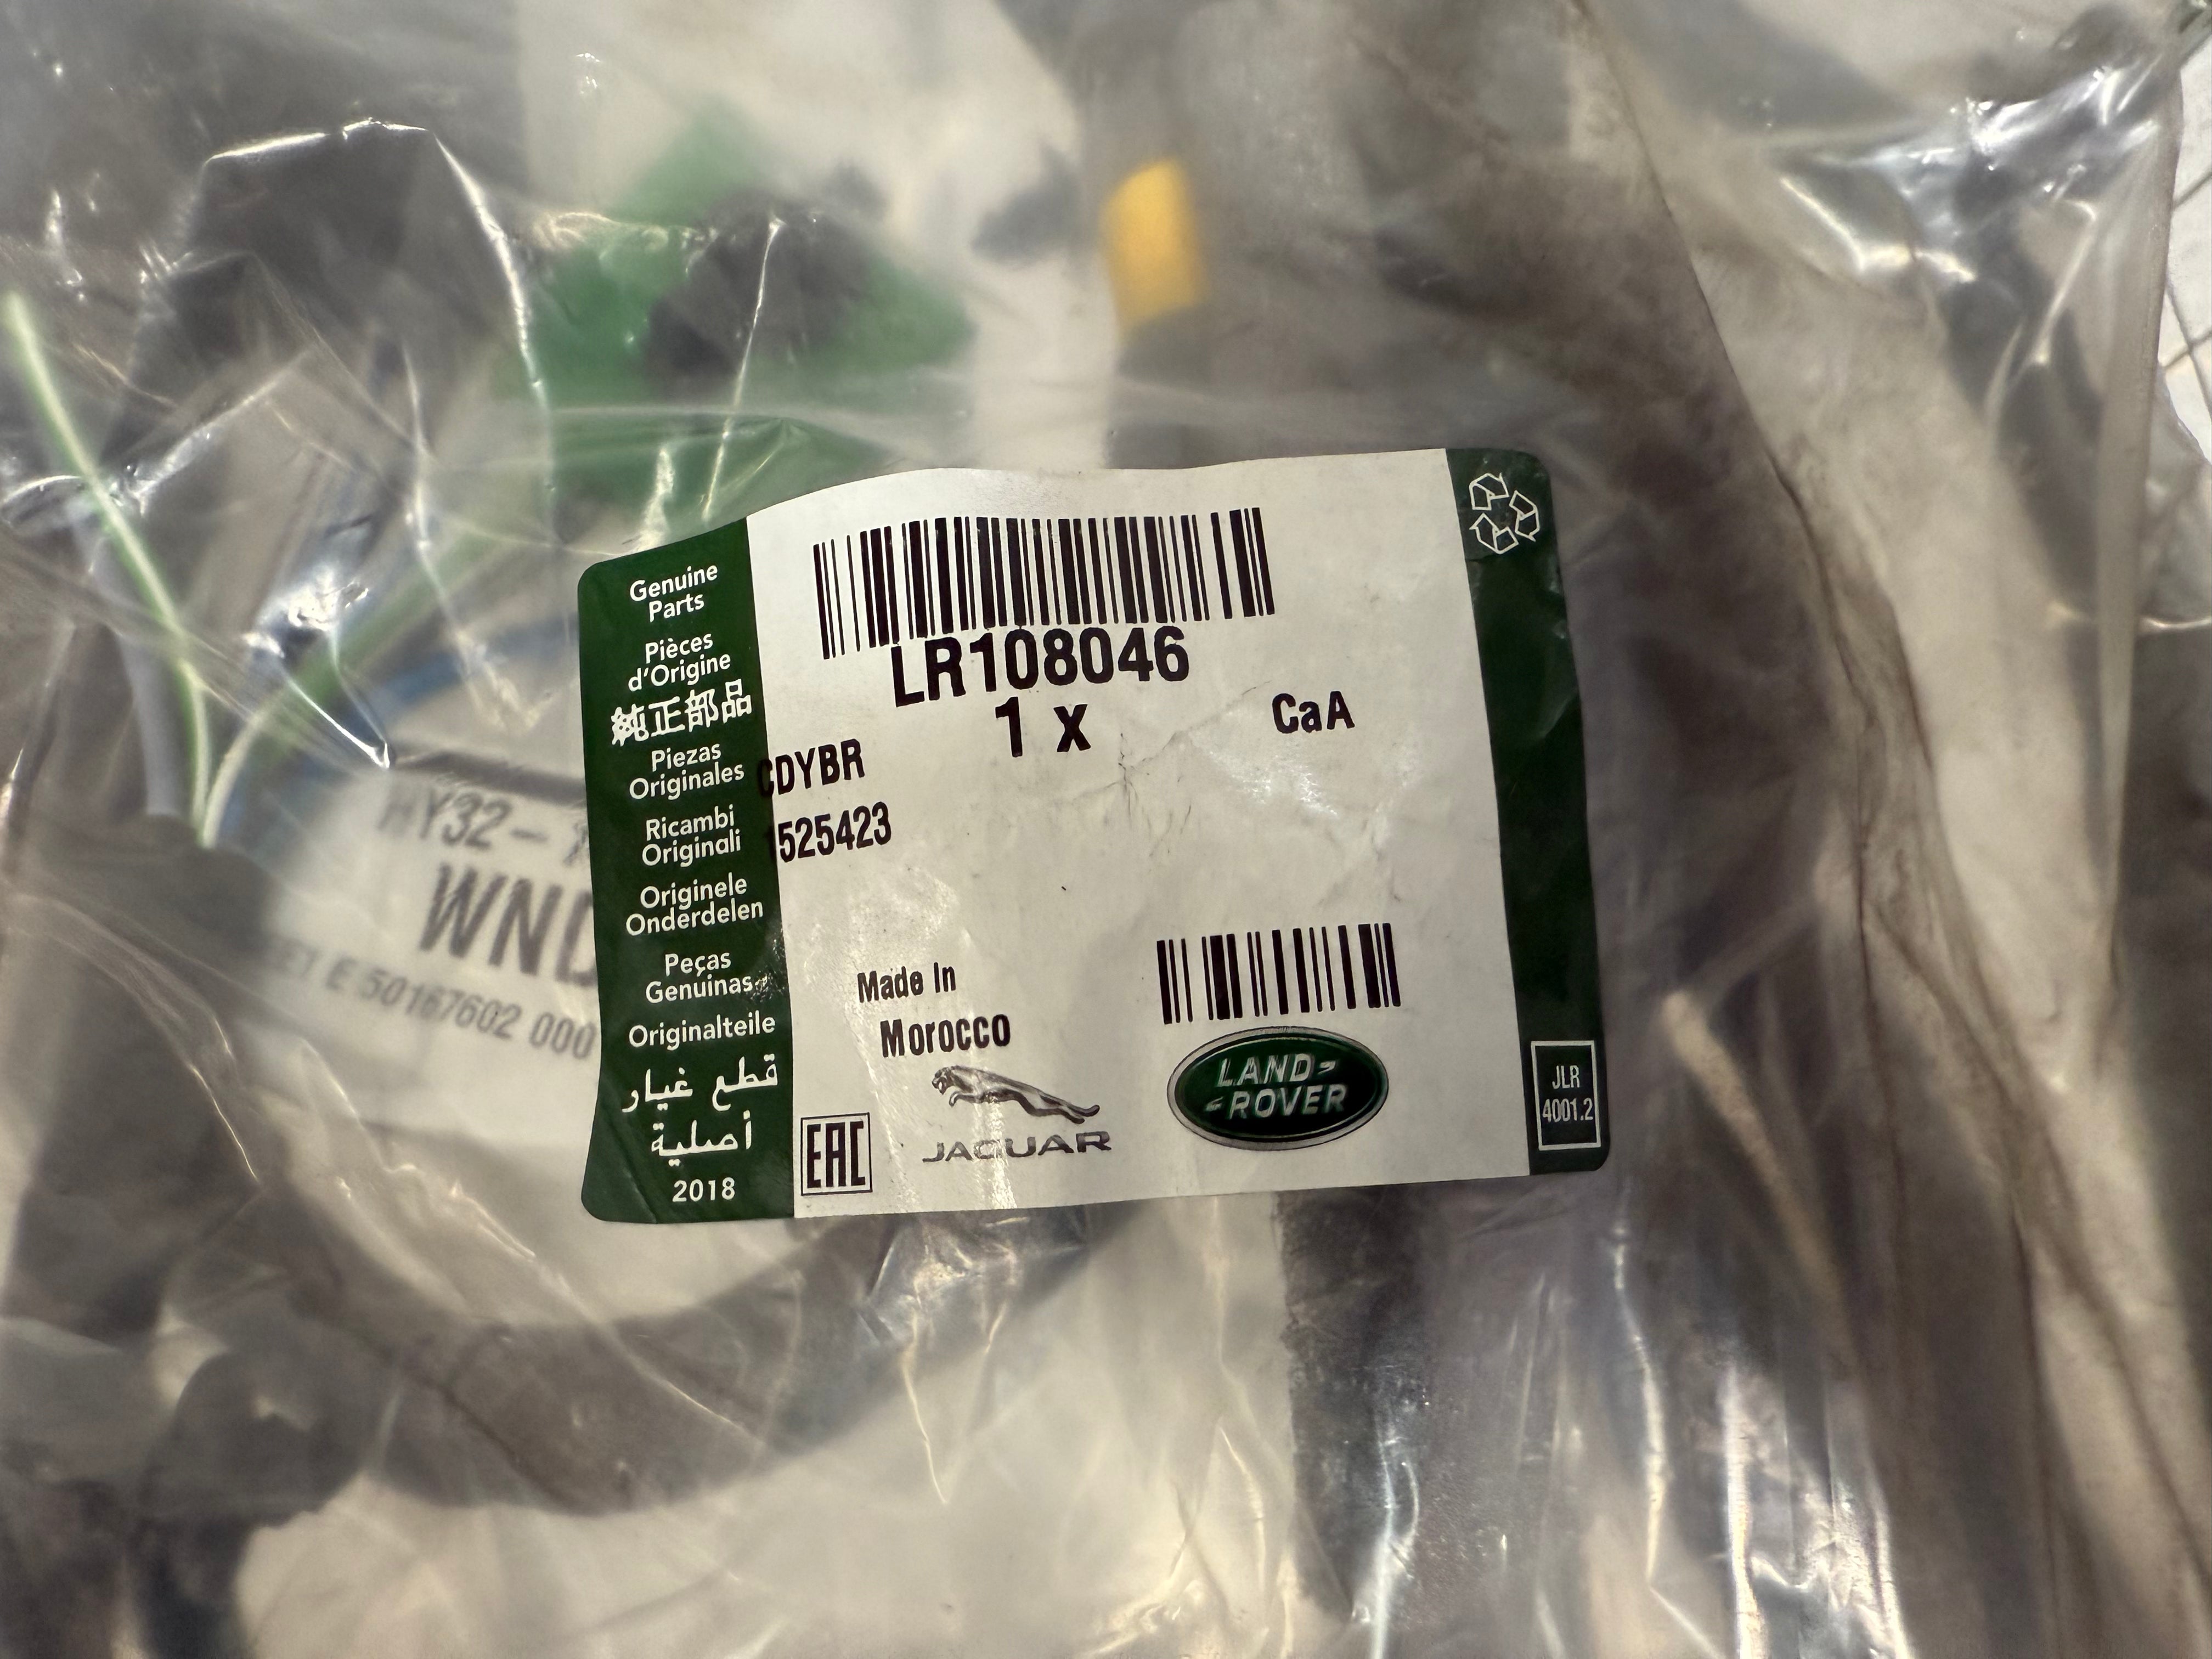 Genuine
Parts
Pièces
d'Origine
純正部品
Piezas
Originales
Ricambi
Originali
Originele
Onderdelen
Peças
Genuinas
Originalteile
قطع غيار
أصلية
2018
LR108046
1 x
CaA
CDYBR
1525423
Made In
Morocco
EAC
JAGUAR
LAND-
-ROVER
JLR
4001.2
HY32-
WND
E 50167602 000